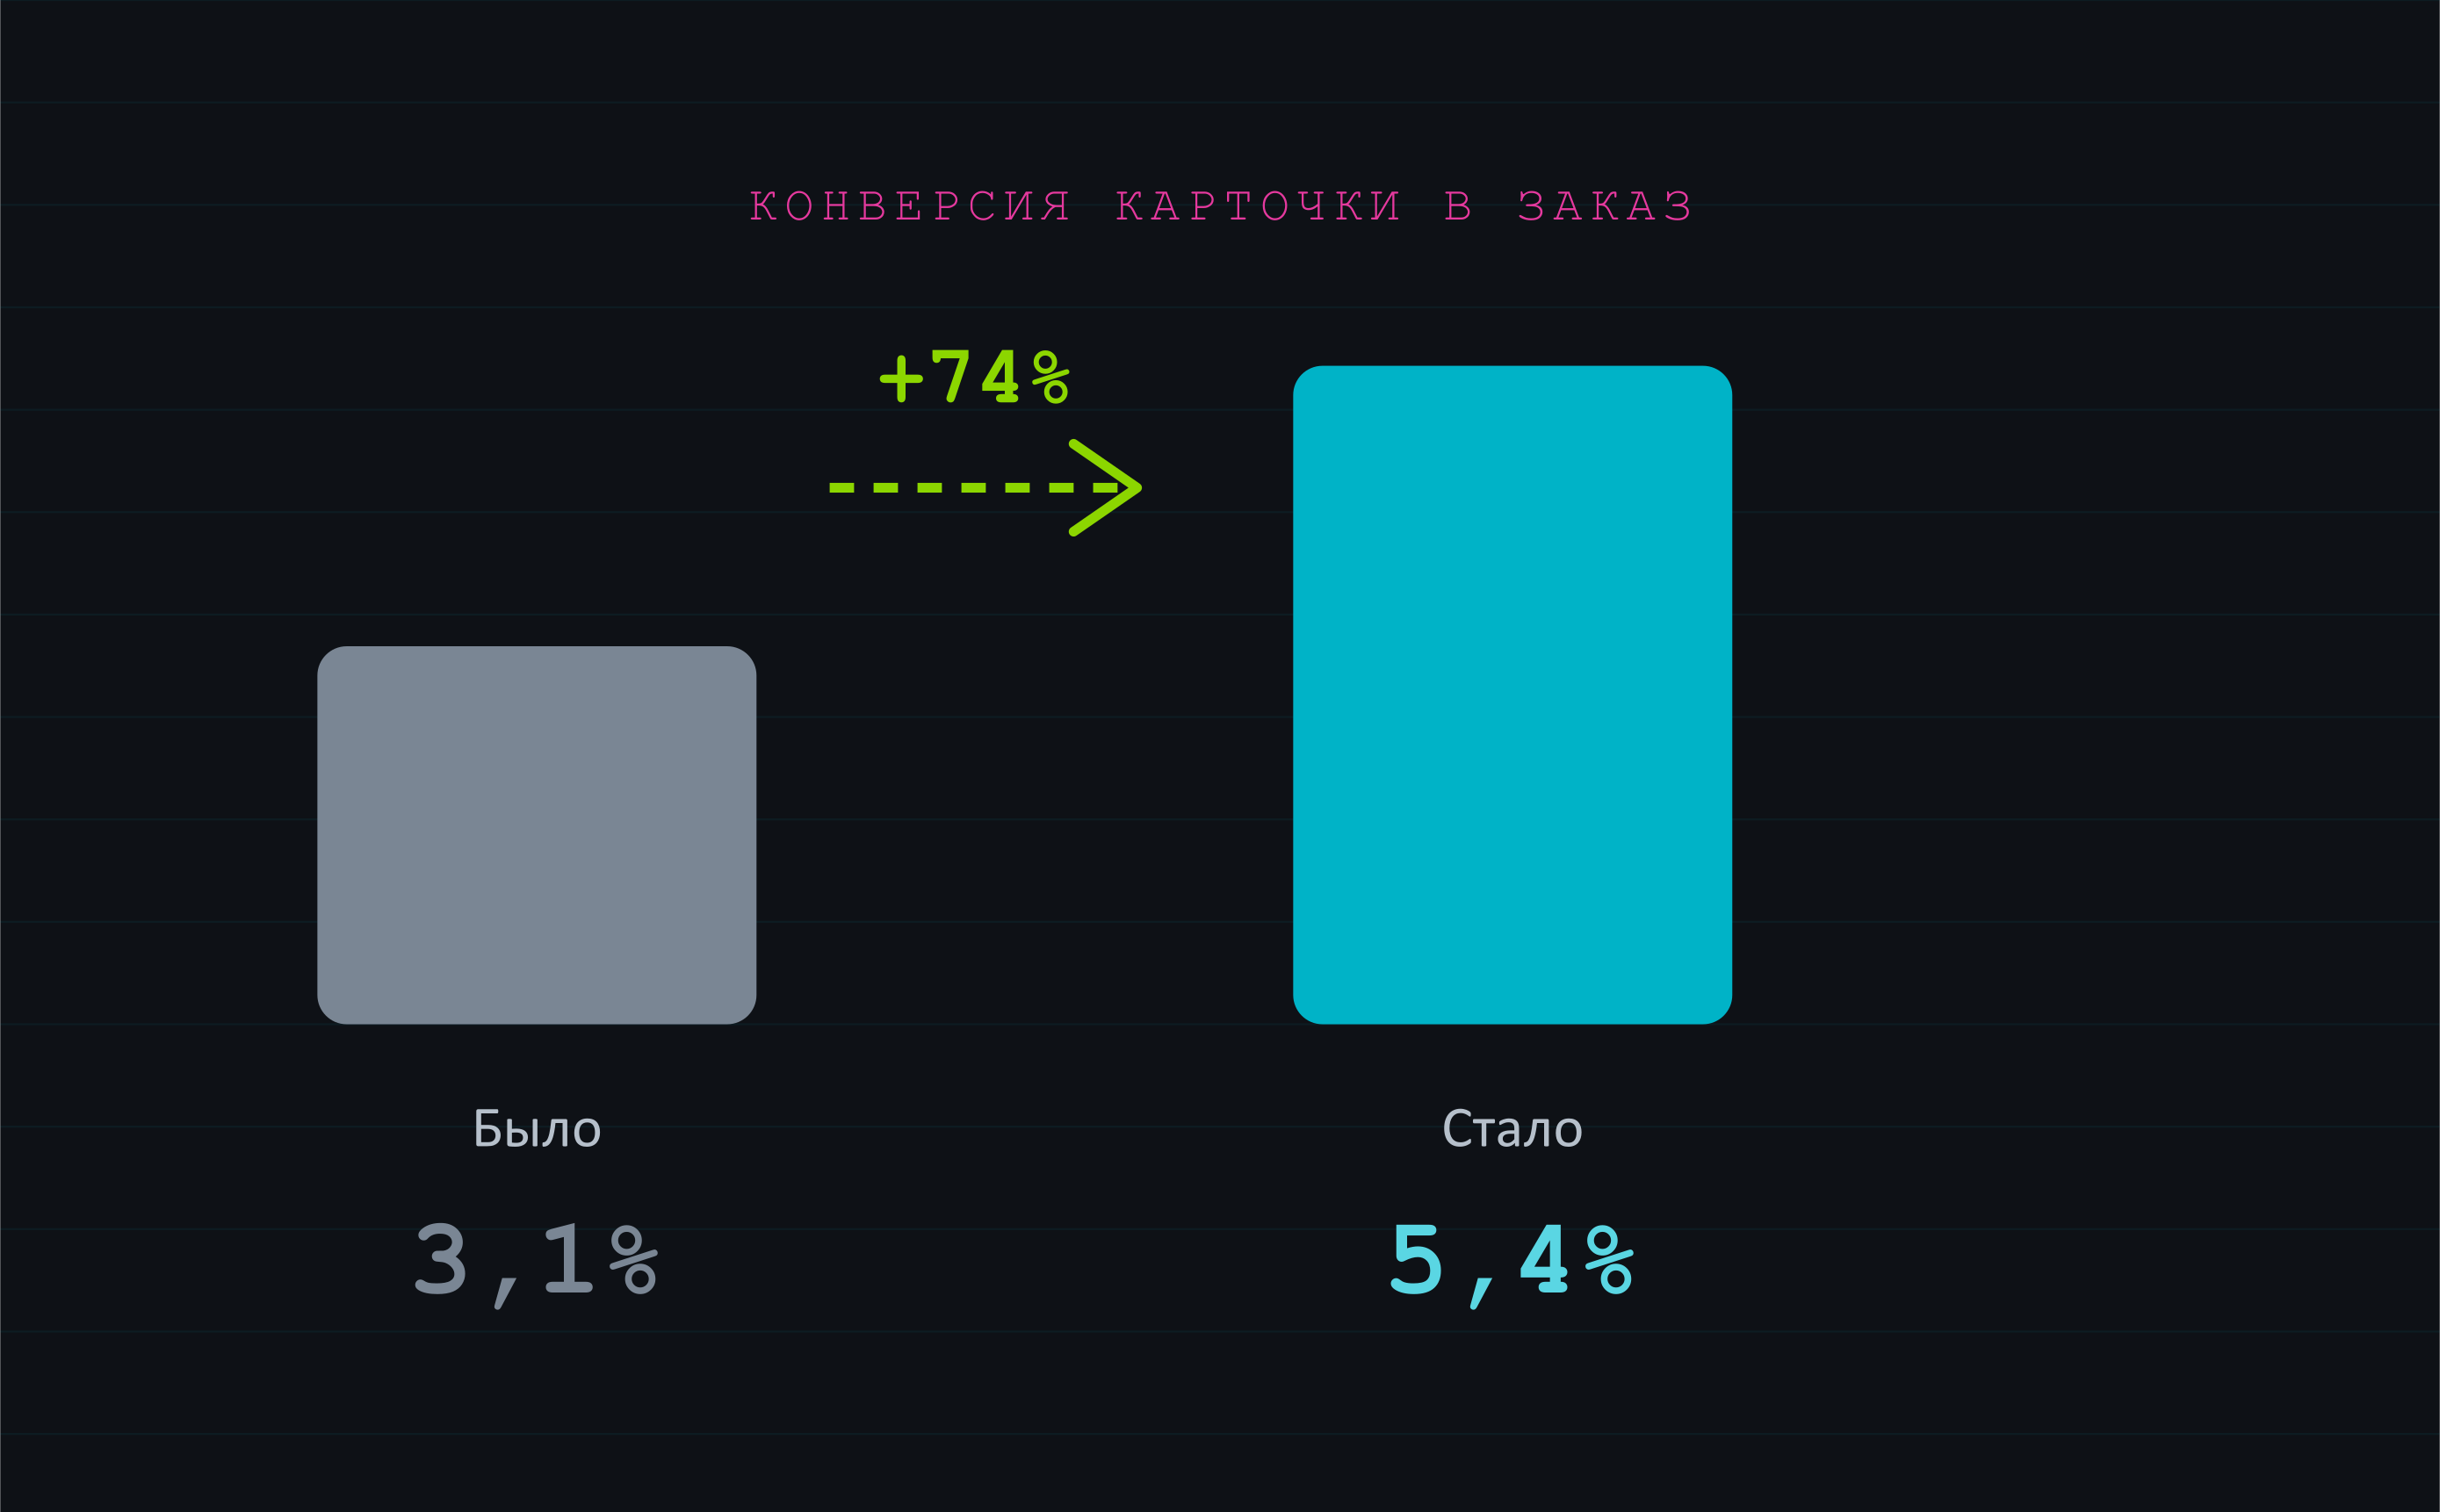 КОНВЕРСИЯ КАРТОЧКИ В ЗАКАЗ
+74%
Было
Стало
3,1%
5,4%